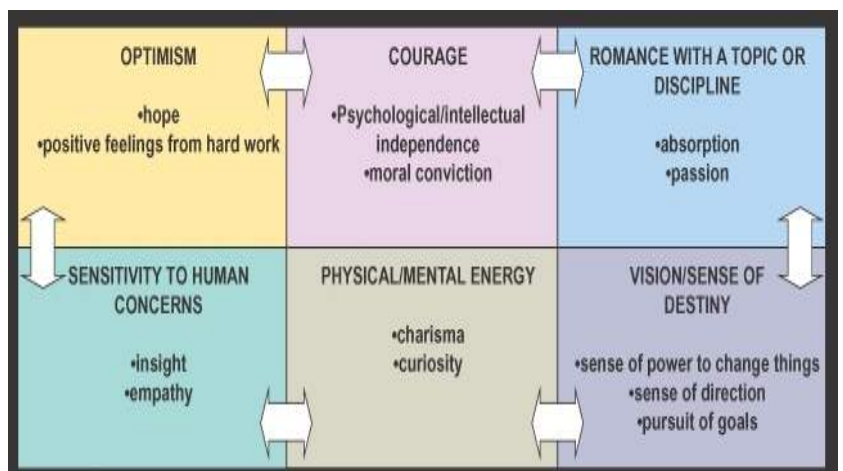 OPTIMISM
•hope
•positive feelings from hard work
COURAGE
•Psychological/intellectual
independence
•moral conviction
ROMANCE WITH A TOPIC OR
DISCIPLINE
•absorption
•passion
SENSITIVITY TO HUMAN
CONCERNS
•insight
•empathy
PHYSICAL/MENTAL ENERGY
•charisma
•curiosity
VISION/SENSE OF
DESTINY
•sense of power to change things
•sense of direction
•pursuit of goals